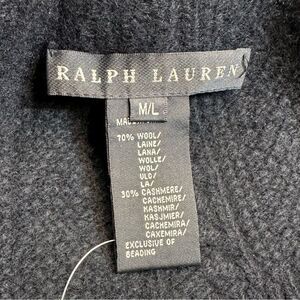 RALPH LAUREN
M/L
70% WOOL/
LAINE/
LANA/
WOLLE/
WOL/
ULD/
LA/
30% CASHMERE/
CACHEMIRE/
KASHMIR/
KASJMIER/
CACHEMIRA/
CAXEMIRA/
EXCLUSIVE OF
BEADING